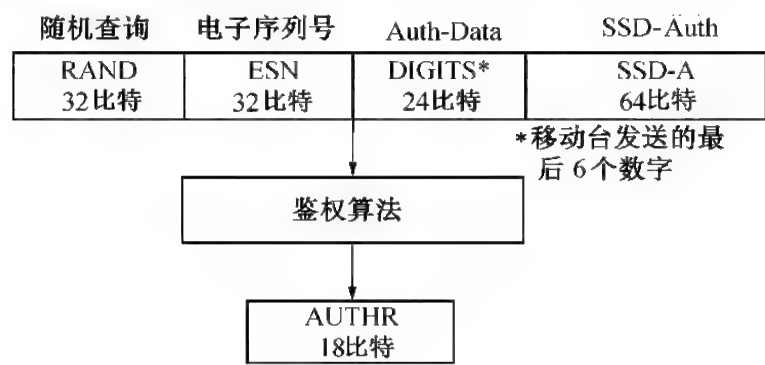 随机查询 电子序列号 Auth-Data SSD-Auth
RAND ESN DIGITS* SSD-A
32比特 32比特 24比特 64比特
*移动台发送的最
后6个数字
鉴权算法
AUTHR
18比特